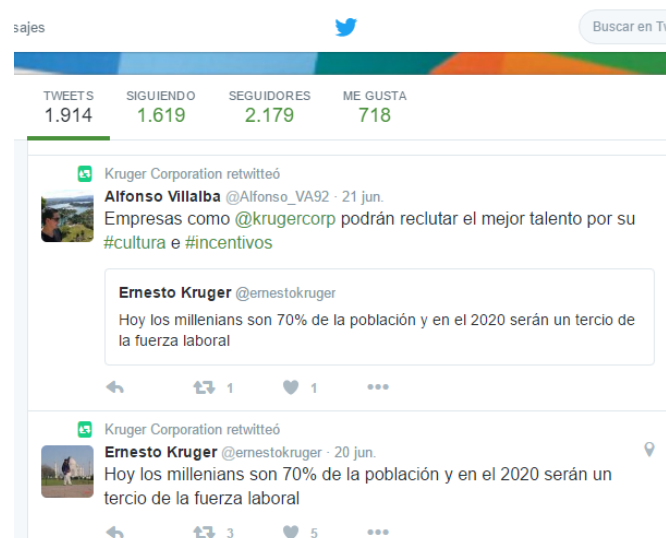 sajes
Buscar en Tw
TWEETS SIGUIENDO SEGUIDORES ME GUSTA
1.914 1.619 2.179 718
Kruger Corporation retwitteó
Alfonso Villalba @Alfonso_VA92 · 21 jun.
Empresas como @krugercorp podrán reclutar el mejor talento por su
#cultura e #incentivos
Ernesto Kruger @ernestokruger
Hoy los millenians son 70% de la población y en el 2020 serán un tercio de
la fuerza laboral
1 1
Kruger Corporation retwitteó
Ernesto Kruger @ernestokruger · 20 jun.
Hoy los millenians son 70% de la población y en el 2020 serán un
tercio de la fuerza laboral
3 5